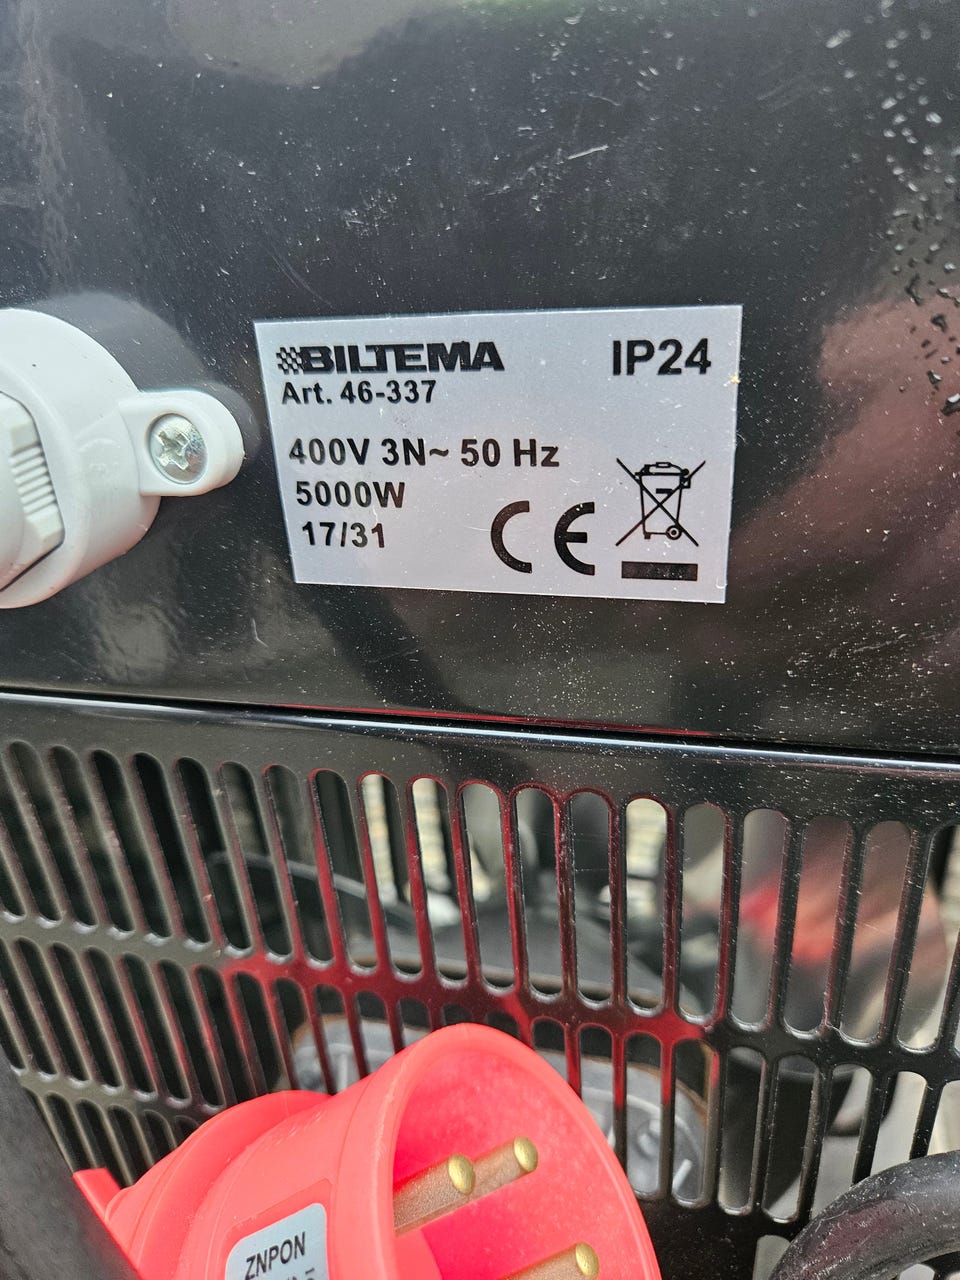 BILTEMA IP24
Art. 46-337
400V 3N~ 50 Hz
5000W
17/31
CE
ZNPON